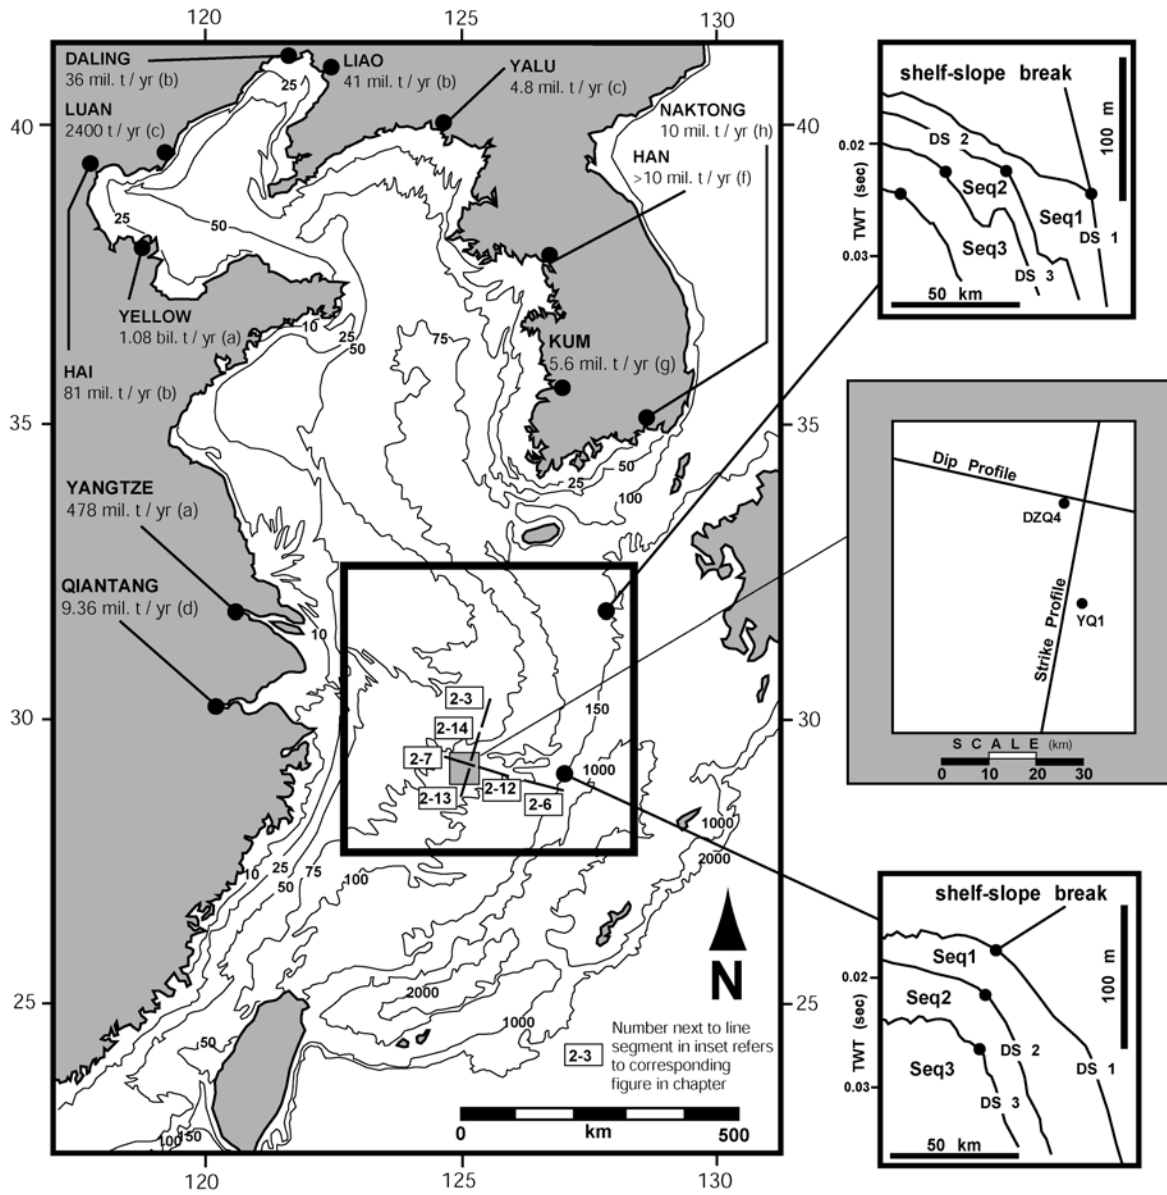 120
125
130
DALING
36 mil. t / yr (b)
LIAO
41 mil. t / yr (b)
YALU
4.8 mil. t / yr (c)
LUAN
2400 t / yr (c)
NAKTONG
10 mil. t / yr (h)
HAN
>10 mil. t / yr (f)
40
40
25
50
25
YELLOW
1.08 bil. t / yr (a)
HAI
81 mil. t / yr (b)
10
25
50
75
KUM
5.6 mil. t / yr (g)
35
35
50
25
100
YANGTZE
478 mil. t / yr (a)
QIANTANG
9.36 mil. t / yr (d)
10
30
30
2-3
2-14
2-7
2-13
2-12
2-6
150
1000
1000
2000
10
25
50
75
100
25
25
2000
1000
50
100
150
N
2-3
Number next to line
segment in inset refers
to corresponding
figure in chapter
0
km
500
120
125
130
shelf-slope break
100 m
0.02
TWT (sec)
0.03
DS 2
Seq2
Seq1
Seq3
DS 1
DS 3
50 km
Dip Profile
DZQ4
YQ1
Strike Profile
S C A L E (km)
0 10 20 30
shelf-slope break
Seq1
0.02
100 m
Seq2
TWT (sec)
DS 2
DS 1
Seq3
0.03
DS 3
50 km